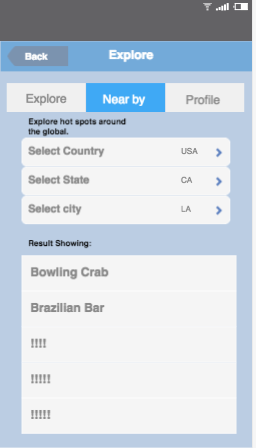 Back Explore
Explore Near by Profile
Explore hot spots around
the global.
Select Country USA
Select State CA
Select city LA
Result Showing:
Bowling Crab
Brazilian Bar
!!!!
!!!!!
!!!!!